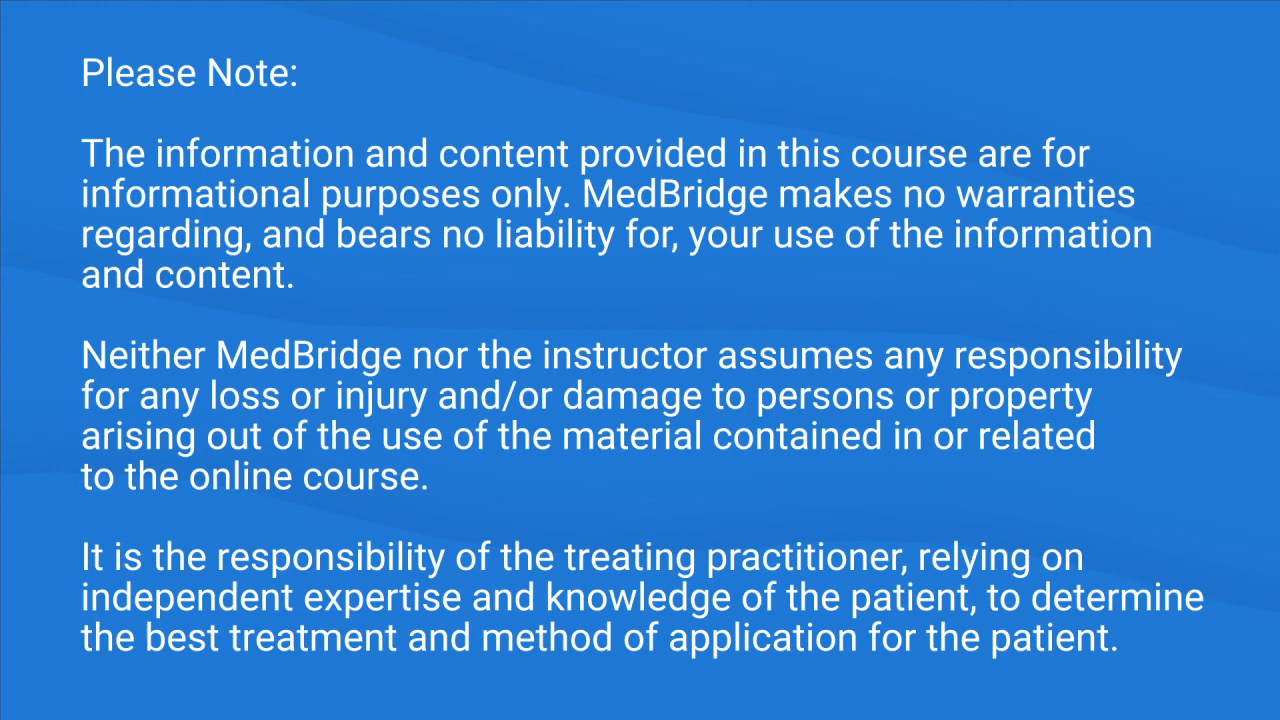 Please Note:
The information and content provided in this course are for
informational purposes only. MedBridge makes no warranties
regarding, and bears no liability for, your use of the information
and content.
Neither MedBridge nor the instructor assumes any responsibility
for any loss or injury and/or damage to persons or property
arising out of the use of the material contained in or related
to the online course.
It is the responsibility of the treating practitioner, relying on
independent expertise and knowledge of the patient, to determine
the best treatment and method of application for the patient.